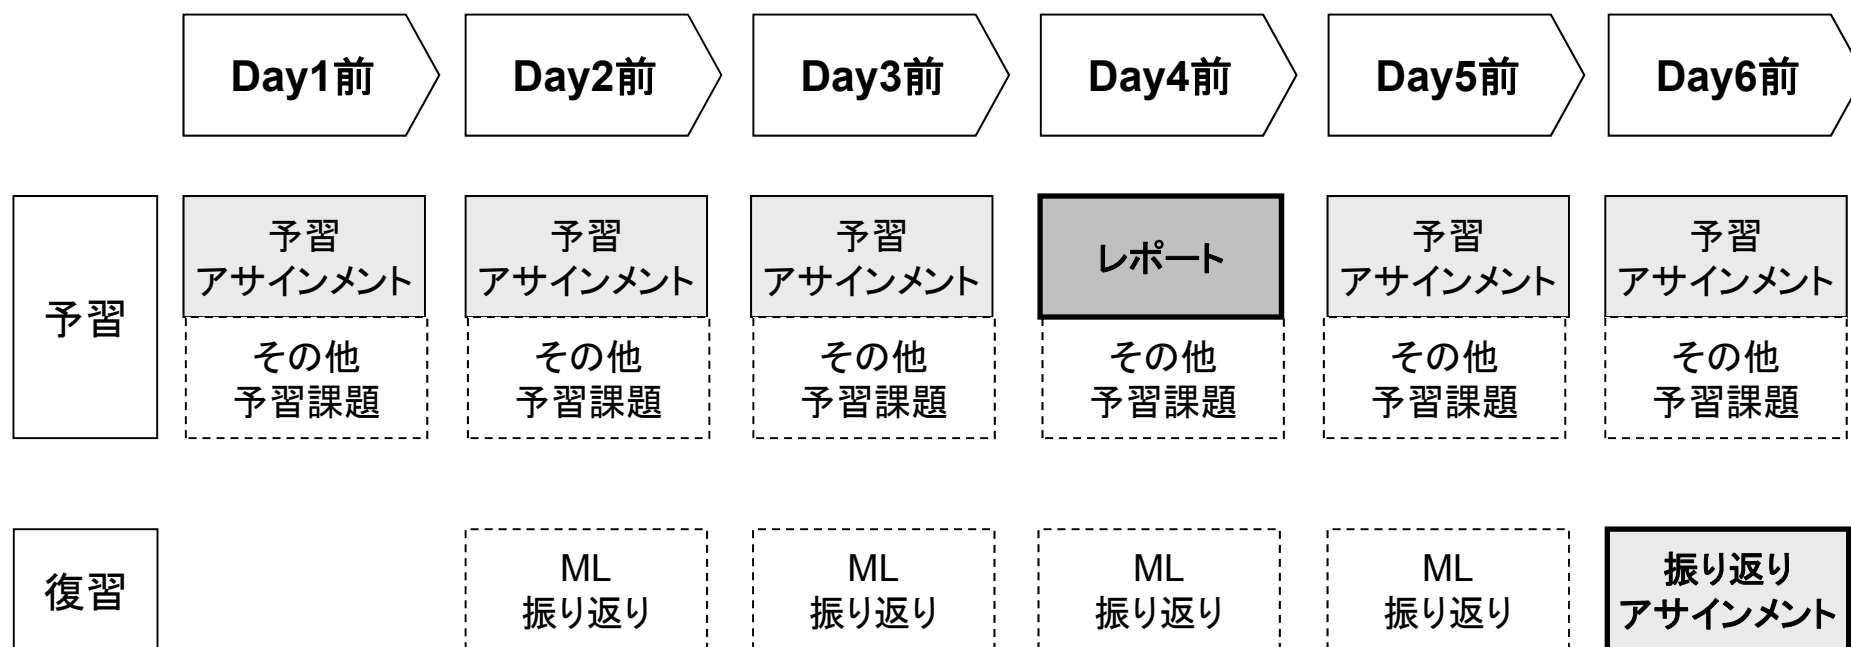 Day1前
Day2前
Day3前
Day4前
Day5前
Day6前
予習
予習
アサインメント
予習
アサインメント
予習
アサインメント
レポート
予習
アサインメント
予習
アサインメント
その他
予習課題
その他
予習課題
その他
予習課題
その他
予習課題
その他
予習課題
その他
予習課題
復習
ML
振り返り
ML
振り返り
ML
振り返り
ML
振り返り
振り返り
アサインメント